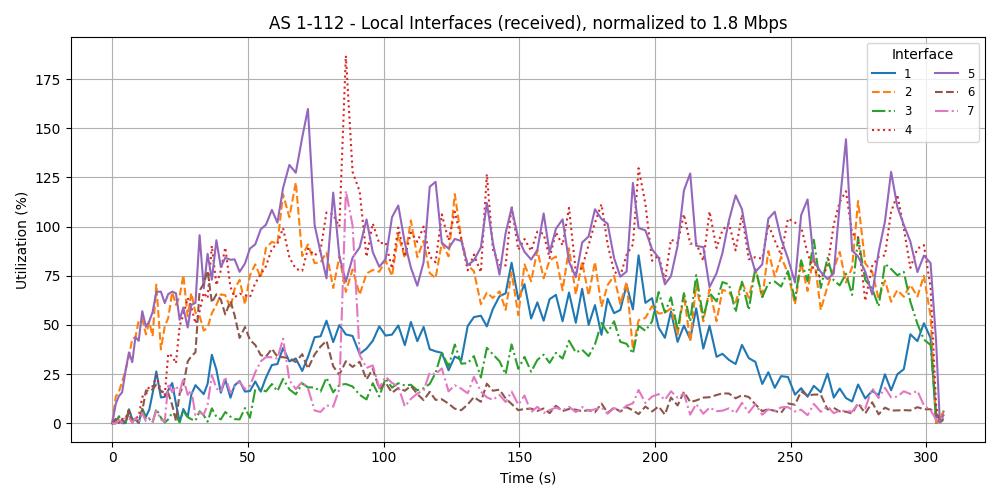 AS 1-112 - Local Interfaces (received), normalized to 1.8 Mbps
Utilization (%)
175
150
125
100
75
50
25
0
0 50 100 150 200 250 300
Time (s)
Interface
1 5
2 6
3 7
4